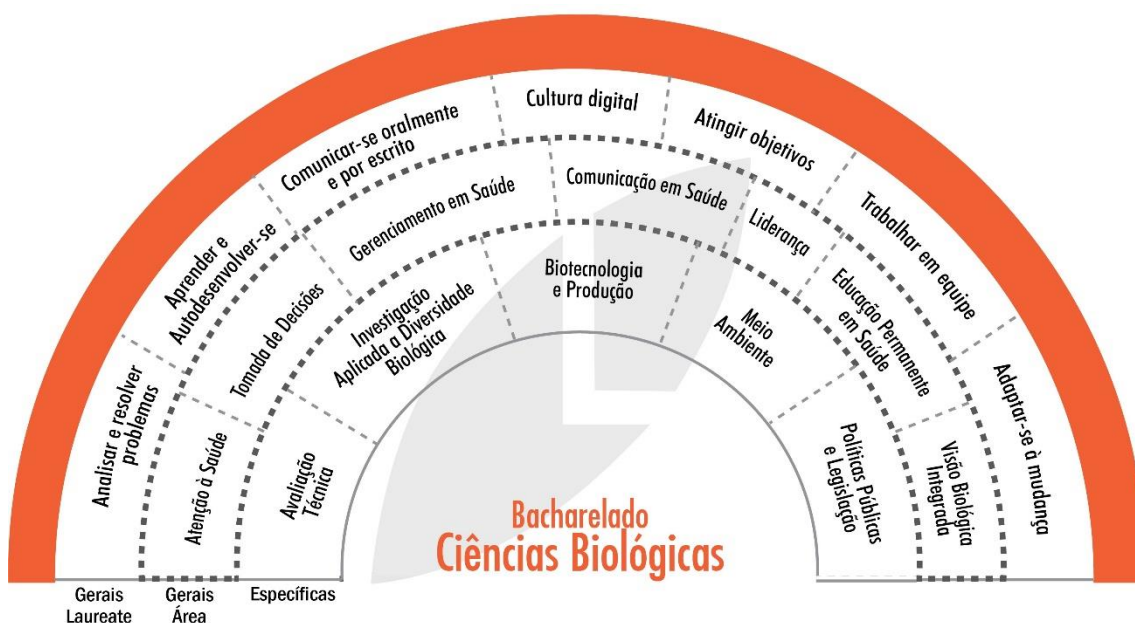 Analisar e resolver
problemas
Aprender e
Autodesenvolver-se
Comunicar-se oralmente
e por escrito
Cultura digital
Atingir objetivos
Trabalhar em equipe
Adaptar-se à mudança
Atenção à Saúde
Tomada de Decisões
Gerenciamento em Saúde
Comunicação em Saúde
Liderança
Educação Permanente
em Saúde
Visão Biológica
Integrada
Avaliação
Técnica
Investigação
Aplicada a Diversidade
Biológica
Biotecnologia
e Produção
Meio
Ambiente
Políticas Públicas
e Legislação
Bacharelado
Ciências Biológicas
Gerais
Laureate
Gerais
Área
Específicas